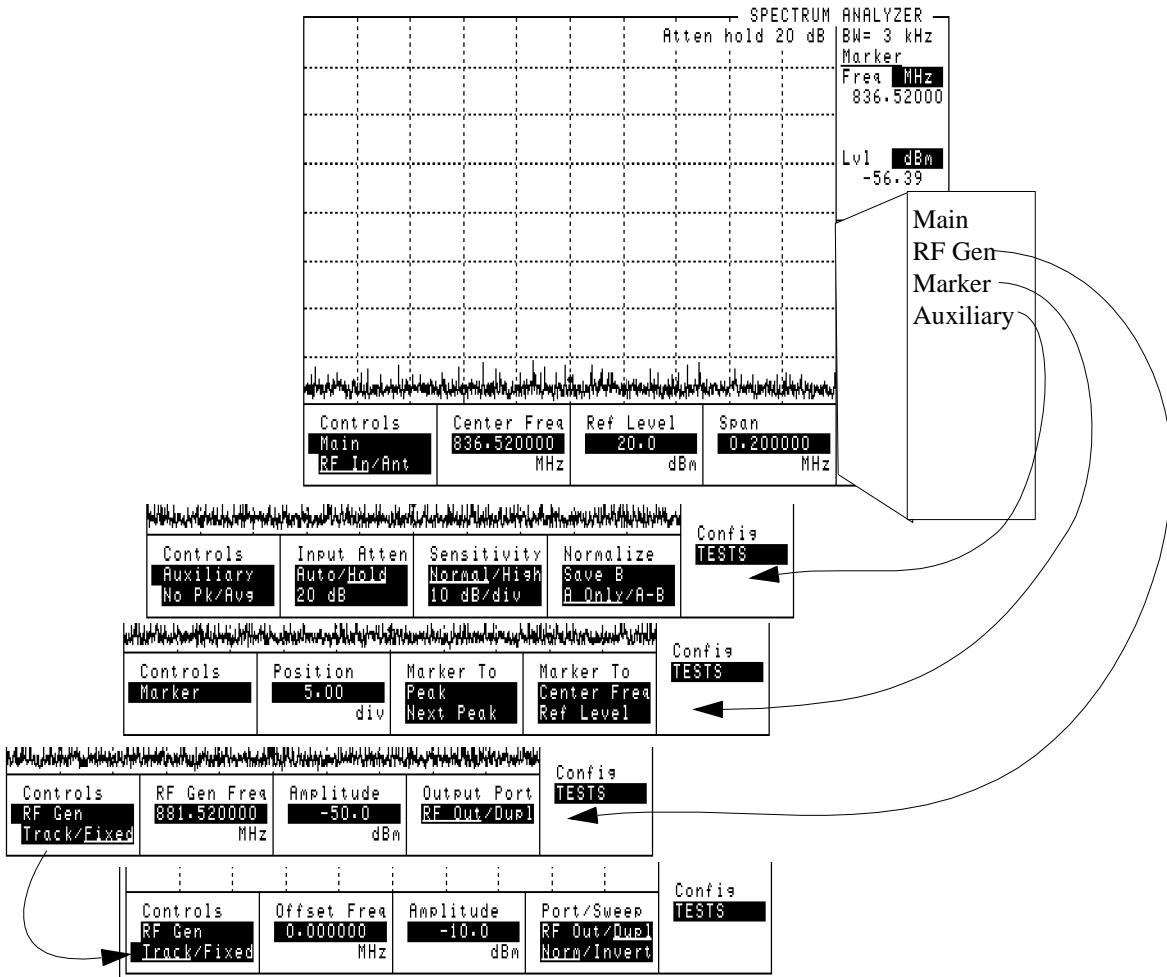 SPECTRUM ANALYZER
Atten hold 20 dB
BW= 3 kHz
Marker
Freq MHz
836.52000
Lvl dBm
-56.39
Main
RF Gen
Marker
Auxiliary
Controls
Main
RF In/Ant
Center Freq
836.520000
MHz
Ref Level
20.0
dBm
Span
0.200000
MHz
Controls
Auxiliary
No Pk/Avg
Input Atten
Auto/Hold
20 dB
Sensitivity
Normal/High
10 dB/div
Normalize
Save B
A Only/A-B
Config
TESTS
Controls
Marker
Position
5.00
div
Marker To
Peak
Next Peak
Marker To
Center Freq
Ref Level
Config
TESTS
Controls
RF Gen
Track/Fixed
RF Gen Freq
881.520000
MHz
Amplitude
-50.0
dBm
Output Port
RF Out/Dupl
Config
TESTS
Controls
RF Gen
Track/Fixed
Offset Freq
0.000000
MHz
Amplitude
-10.0
dBm
Port/Sweep
RF Out/Dupl
Norm/Invert
Config
TESTS